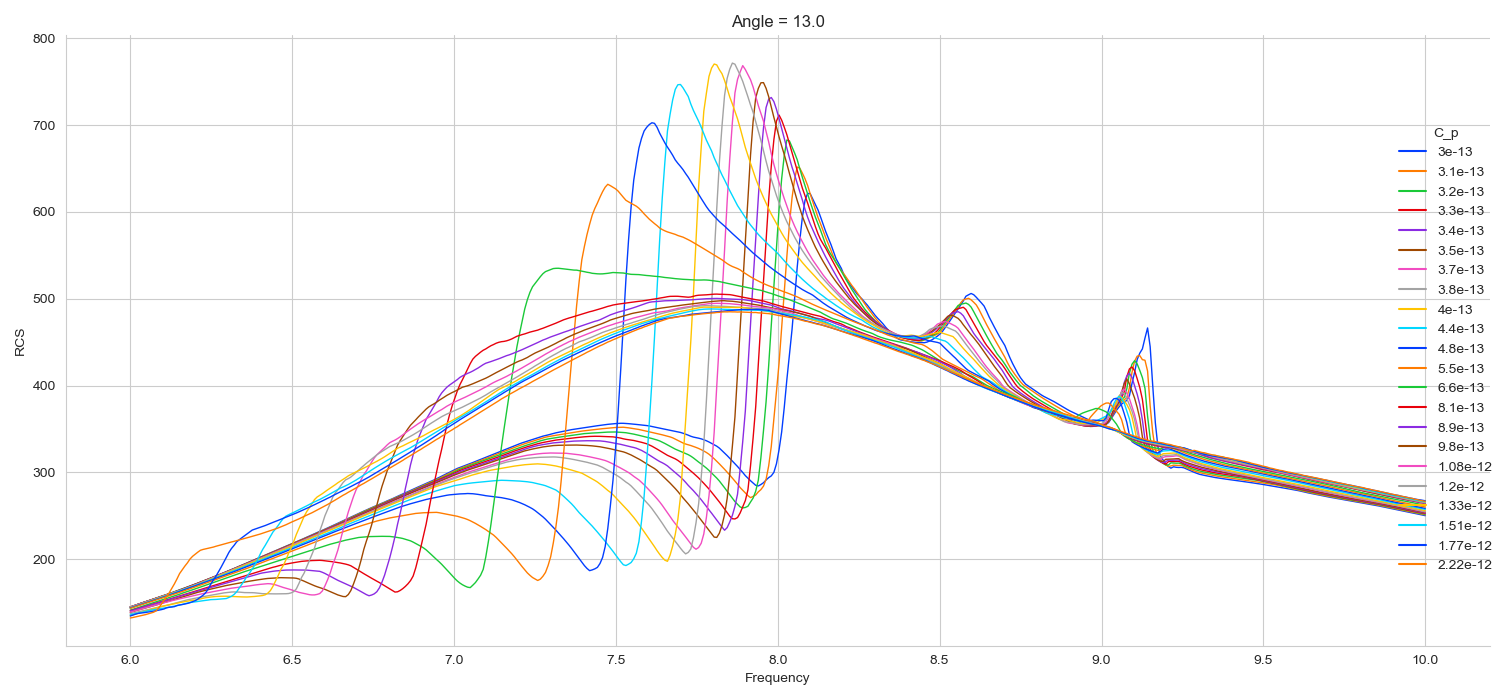 Angle = 13.0
800
700
600
500
400
300
200
RCS
6.0 6.5 7.0 7.5 8.0 8.5 9.0 9.5 10.0
Frequency
C_p
3e-13
3.1e-13
3.2e-13
3.3e-13
3.4e-13
3.5e-13
3.7e-13
3.8e-13
4e-13
4.4e-13
4.8e-13
5.5e-13
6.6e-13
8.1e-13
8.9e-13
9.8e-13
1.08e-12
1.2e-12
1.33e-12
1.51e-12
1.77e-12
2.22e-12